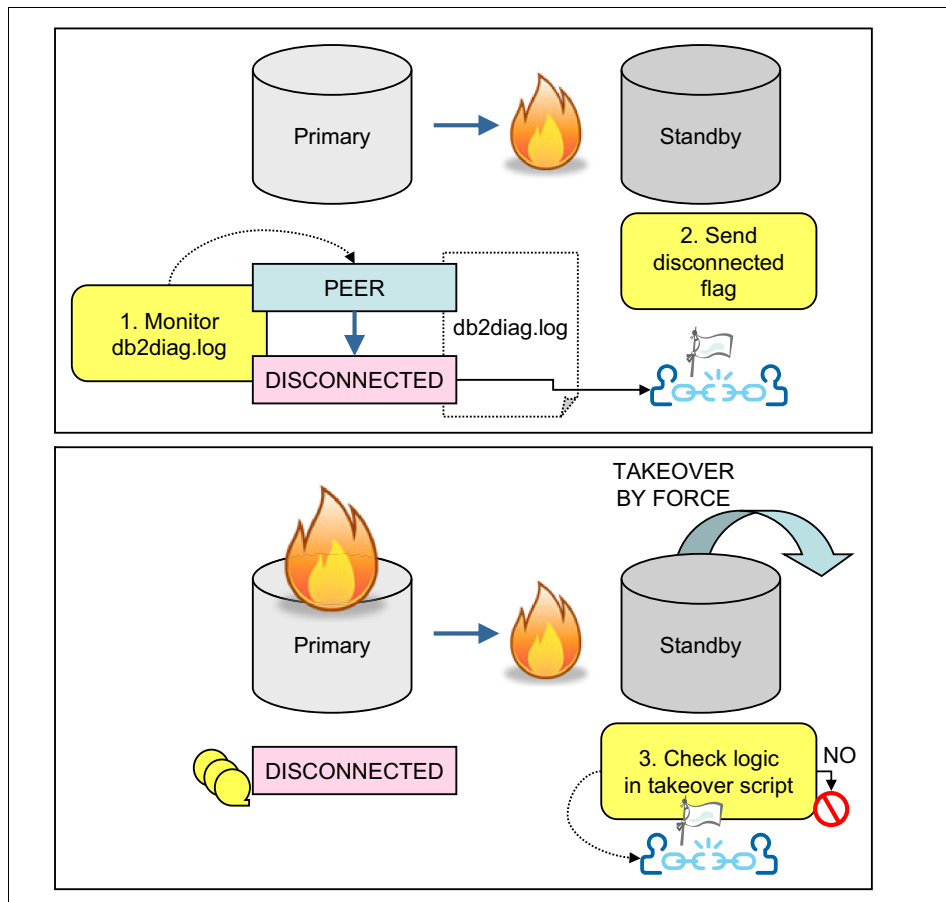 Primary
Standby
2. Send
disconnected
flag
PEER
1. Monitor
db2diag.log
db2diag.log
DISCONNECTED
TAKEOVER
BY FORCE
Primary
Standby
3. Check logic
in takeover script
NO
DISCONNECTED